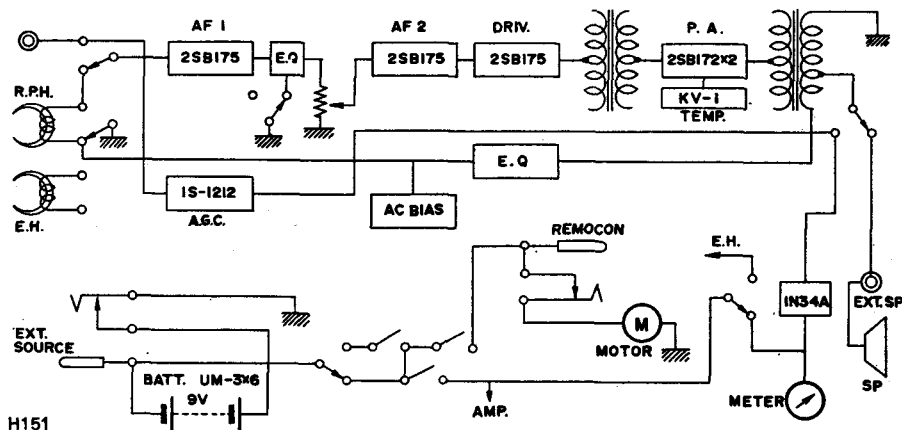 AF 1
AF 2
DRIV.
P. A.
2SB175
E.Q
2SB175
2SB175
2SB172×2
KV-1
TEMP.
R.P.H.
E.Q
E.H.
1S-1212
A.G.C.
AC BIAS
REMOCON
E.H.
1N34A
EXT. SP
EXT.
SOURCE
M
MOTOR
BATT. UM-3×6
9V
AMP.
METER
SP
H151